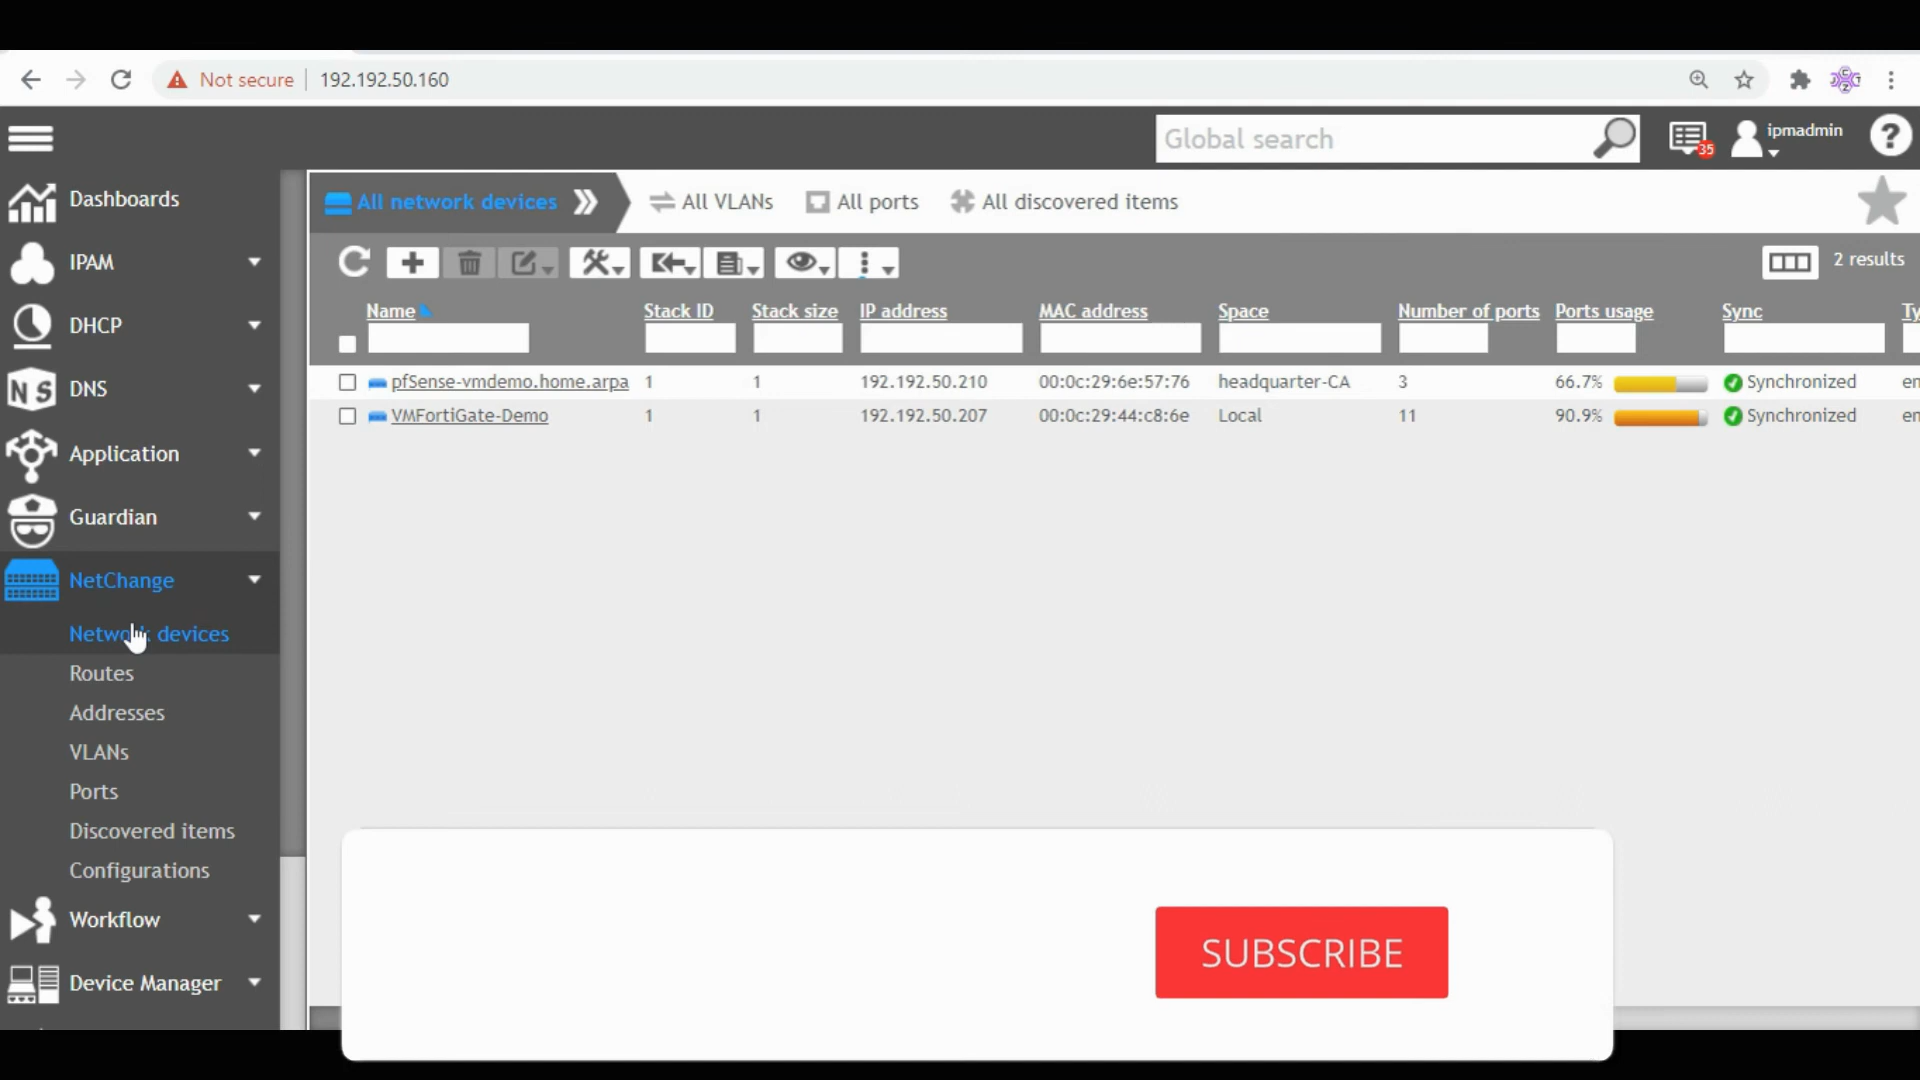 Not secure 192.192.50.160
Global search
35
ipmadmin
?
Dashboards
IPAM
DHCP
NS DNS
Application
Guardian
NetChange
Network devices
Routes
Addresses
VLANs
Ports
Discovered items
Configurations
Workflow
Device Manager
All network devices All VLANs All ports All discovered items
2 results
Name Stack ID Stack size IP address MAC address Space Number of ports Ports usage Sync Ty
pfSense-vmdemo.home.arpa 1 1 192.192.50.210 00:0c:29:6e:57:76 headquarter-CA 3 66.7% Synchronized en
VMFortiGate-Demo 1 1 192.192.50.207 00:0c:29:44:c8:6e Local 11 90.9% Synchronized en
SUBSCRIBE